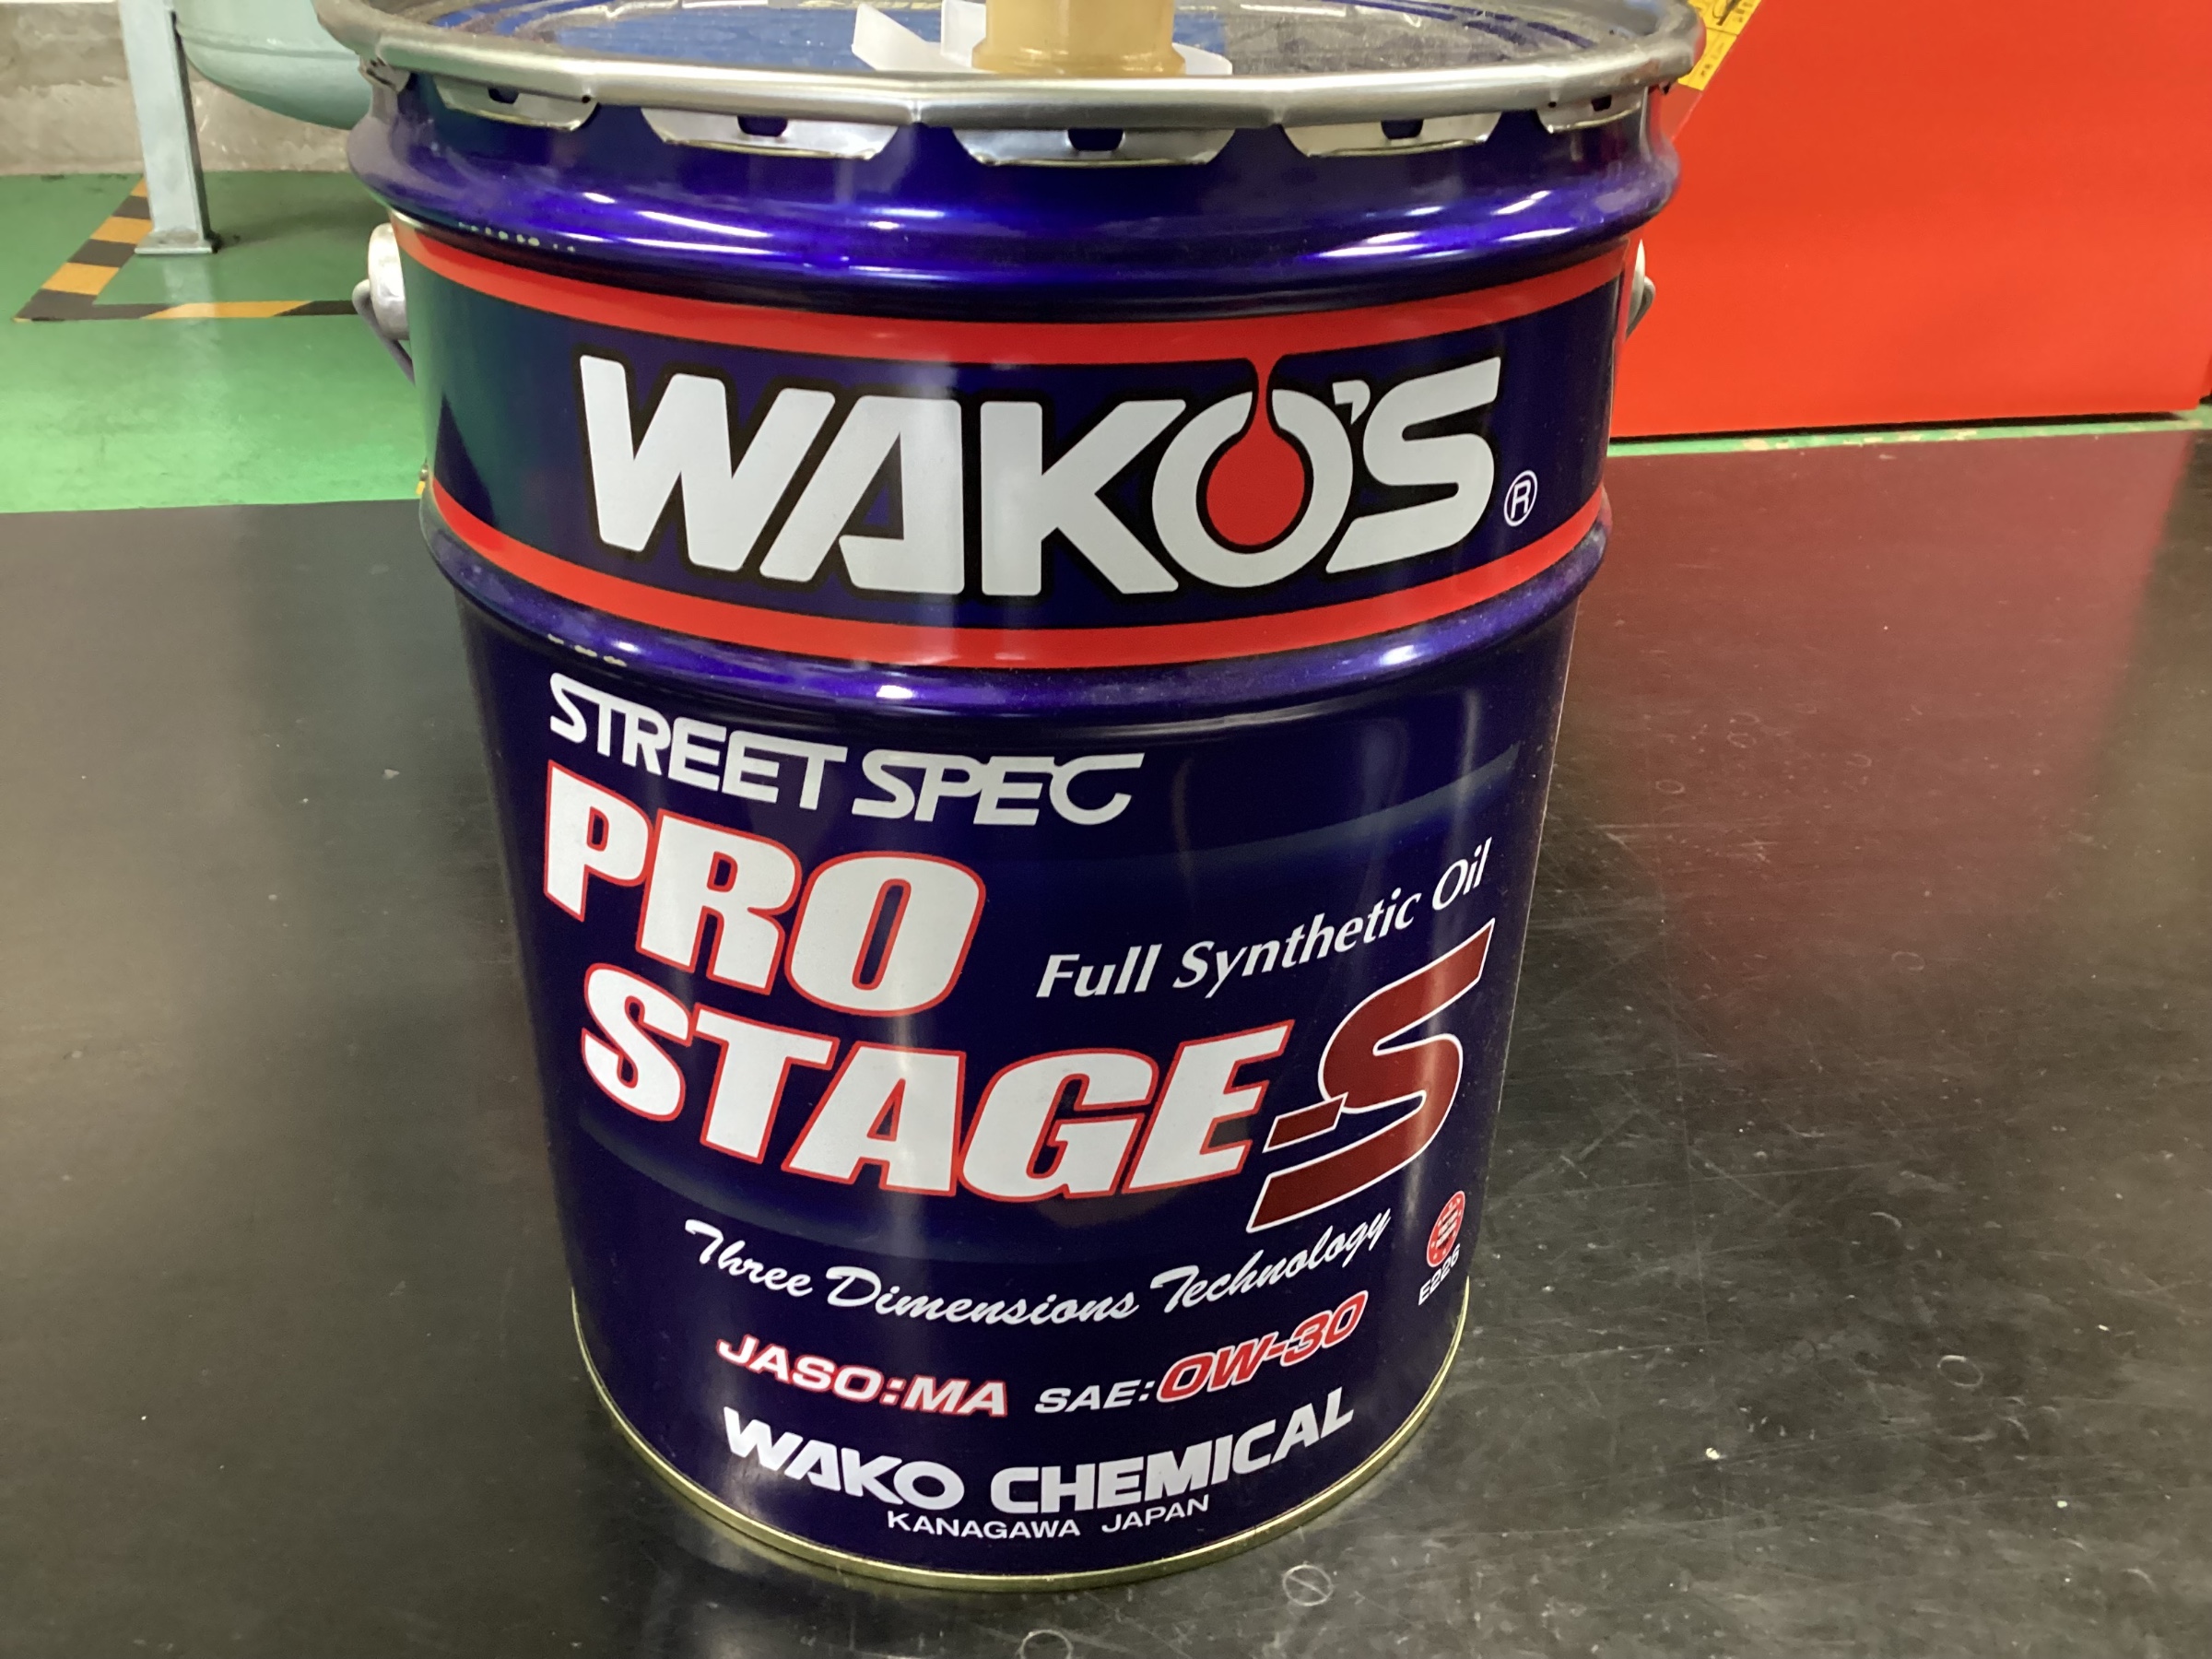 WAKO'S ®
STREET SPEC
PRO
Full Synthetic Oil
STAGE S
Three Dimensions Technology
E226
JASO:MA SAE:0W-30
WAKO CHEMICAL
KANAGAWA JAPAN